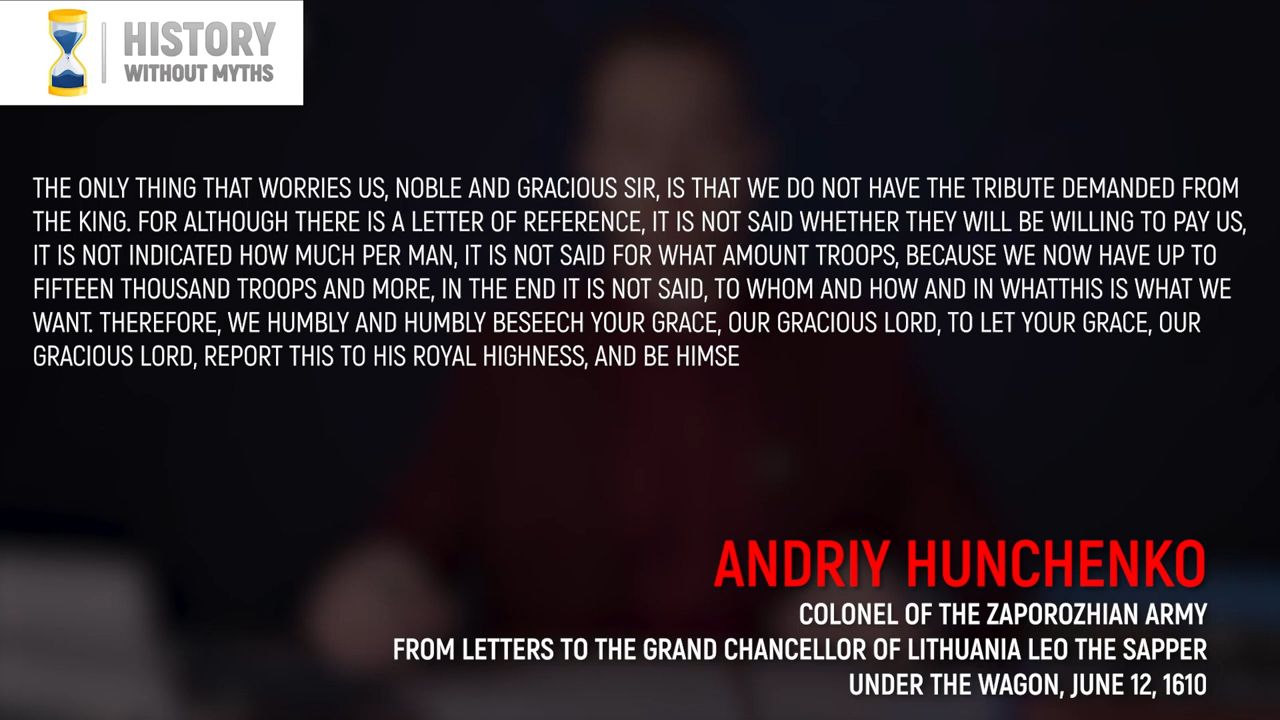 HISTORY
WITHOUT MYTHS
THE ONLY THING THAT WORRIES US, NOBLE AND GRACIOUS SIR, IS THAT WE DO NOT HAVE THE TRIBUTE DEMANDED FROM
THE KING. FOR ALTHOUGH THERE IS A LETTER OF REFERENCE, IT IS NOT SAID WHETHER THEY WILL BE WILLING TO PAY US,
IT IS NOT INDICATED HOW MUCH PER MAN, IT IS NOT SAID FOR WHAT AMOUNT TROOPS, BECAUSE WE NOW HAVE UP TO
FIFTEEN THOUSAND TROOPS AND MORE, IN THE END IT IS NOT SAID, TO WHOM AND HOW AND IN WHATTHIS IS WHAT WE
WANT. THEREFORE, WE HUMBLY AND HUMBLY BESEECH YOUR GRACE, OUR GRACIOUS LORD, TO LET YOUR GRACE, OUR
GRACIOUS LORD, REPORT THIS TO HIS ROYAL HIGHNESS, AND BE HIMSE
ANDRIY HUNCHENKO
COLONEL OF THE ZAPOROZHIAN ARMY
FROM LETTERS TO THE GRAND CHANCELLOR OF LITHUANIA LEO THE SAPPER
UNDER THE WAGON, JUNE 12, 1610